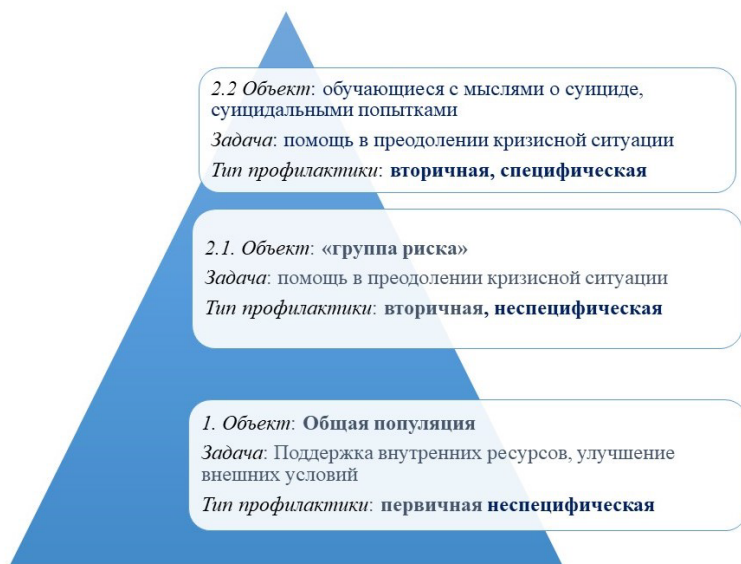 2.2 Объект: обучающиеся с мыслями о суициде,
суицидальными попытками
Задача: помощь в преодолении кризисной ситуации
Тип профилактики: вторичная, специфическая
2.1. Объект: «группа риска»
Задача: помощь в преодолении кризисной ситуации
Тип профилактики: вторичная, неспецифическая
1. Объект: Общая популяция
Задача: Поддержка внутренних ресурсов, улучшение
внешних условий
Тип профилактики: первичная неспецифическая